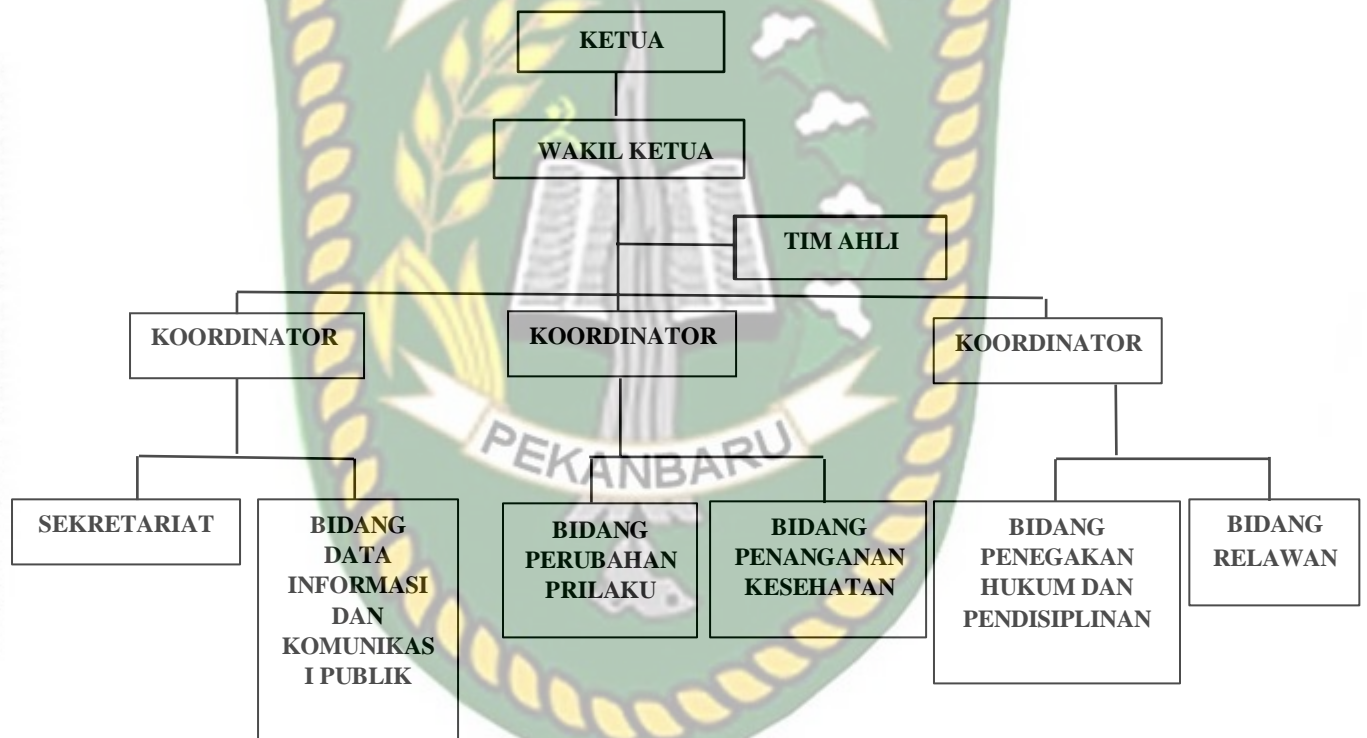 KETUA
WAKIL KETUA
TIM AHLI
KOORDINATOR
KOORDINATOR
KOORDINATOR
PEKANBARU
SEKRETARIAT
BIDANG
DATA
INFORMASI
DAN
KOMUNIKAS
I PUBLIK
BIDANG
PERUBAHAN
PRILAKU
BIDANG
PENANGANAN
KESEHATAN
BIDANG
PENEGAKAN
HUKUM DAN
PENDISIPLINAN
BIDANG
RELAWAN